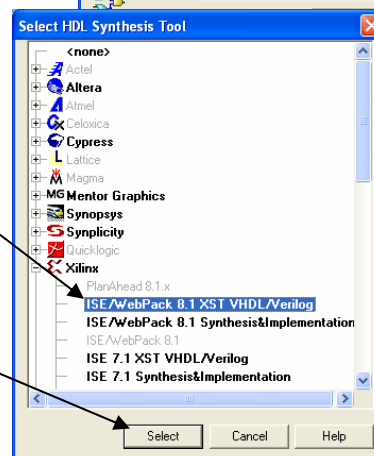 Select HDL Synthesis Tool
<none>
Actel
Altera
Atmel
Celoxica
Cypress
Lattice
Magma
MG Mentor Graphics
Synopsys
Synplicity
Quicklogic
Xilinx
PlanAhead 8.1.x
ISE/WebPack 8.1 XST VHDL/Verilog
ISE/WebPack 8.1 Synthesis&Implementation
ISE/WebPack 8.1
ISE 7.1 XST VHDL/Verilog
ISE 7.1 Synthesis&Implementation
Select Cancel Help